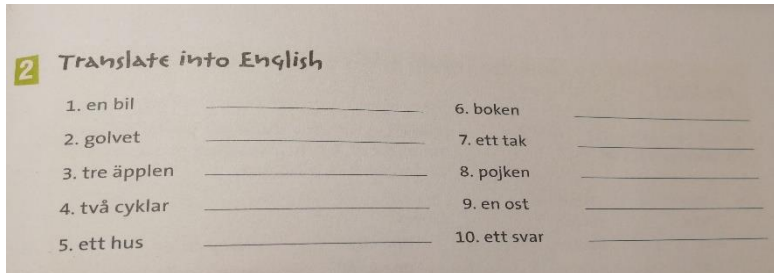 2 Translate into English
1. en bil
2. golvet
3. tre äpplen
4. två cyklar
5. ett hus
6. boken
7. ett tak
8. pojken
9. en ost
10. ett svar